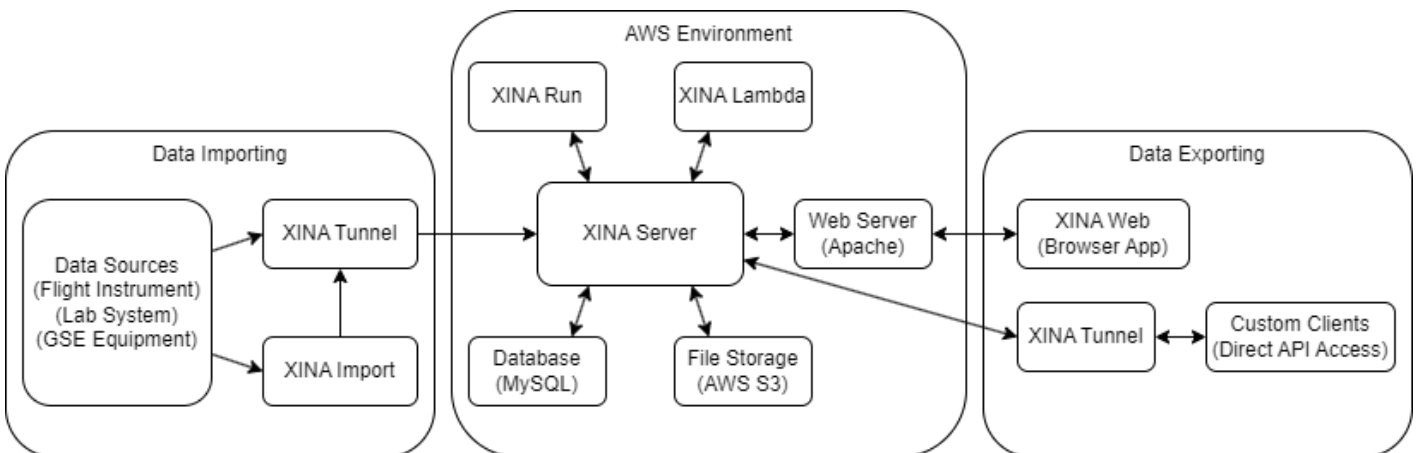 Data Importing
Data Sources
(Flight Instrument)
(Lab System)
(GSE Equipment)
XINA Tunnel
XINA Import
AWS Environment
XINA Run
XINA Lambda
XINA Server
Web Server
(Apache)
Database
(MySQL)
File Storage
(AWS S3)
Data Exporting
XINA Web
(Browser App)
XINA Tunnel
Custom Clients
(Direct API Access)